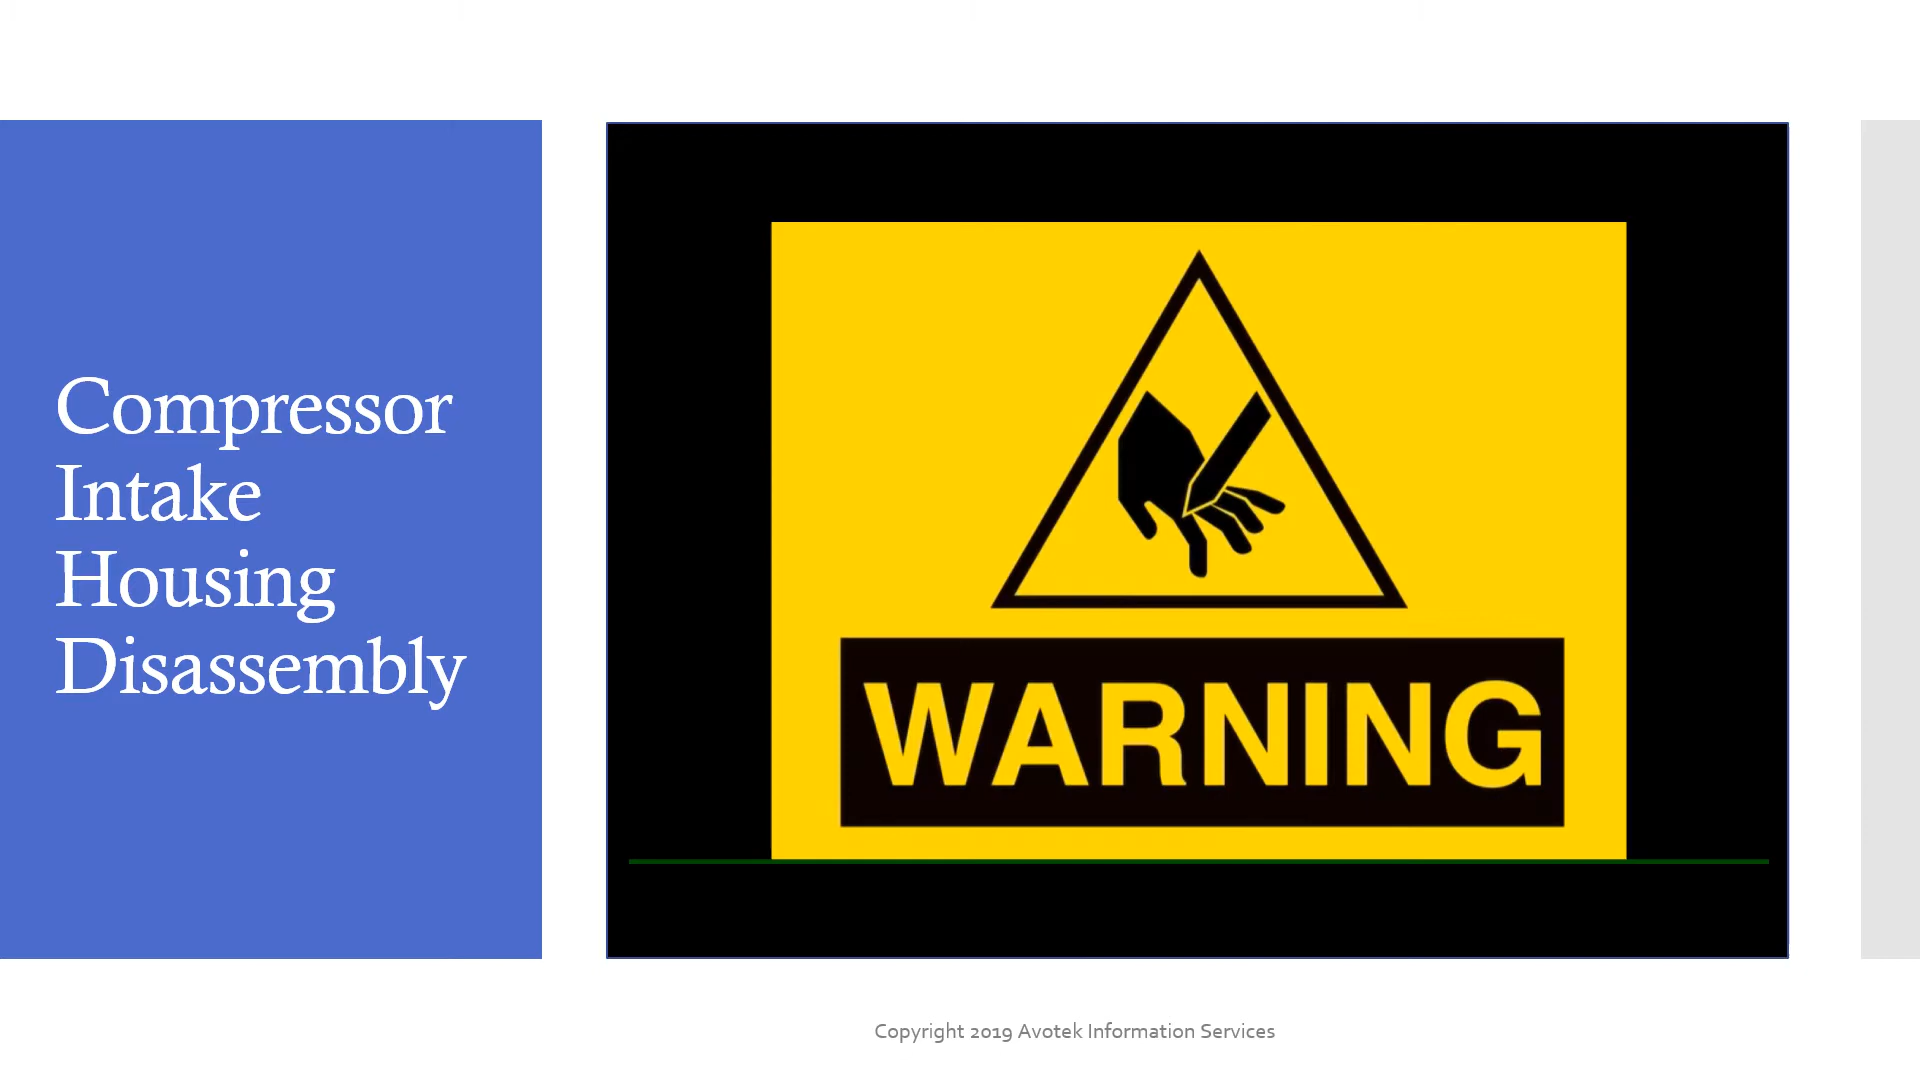 Compressor
Intake
Housing
Disassembly
WARNING
Copyright 2019 Avotek Information Services